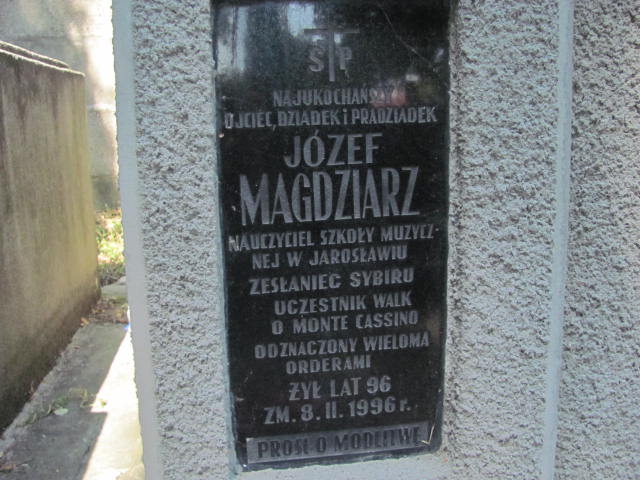 Ś P
NAJUKOCHAŃSZY
OJCIEC, DZIADEK I PRADZIADEK
JÓZEF
MAGDZIARZ
NAUCZYCIEL SZKOŁY MUZYCZ-
NEJ W JAROSŁAWIU
ZESŁANIEC SYBIRU
UCZESTNIK WALK
O MONTE CASSINO
ODZNACZONY WIELOMA
ORDERAMI
ŻYŁ LAT 96
ZM. 8. II. 1996 r.
PROSI O MODLITWĘ